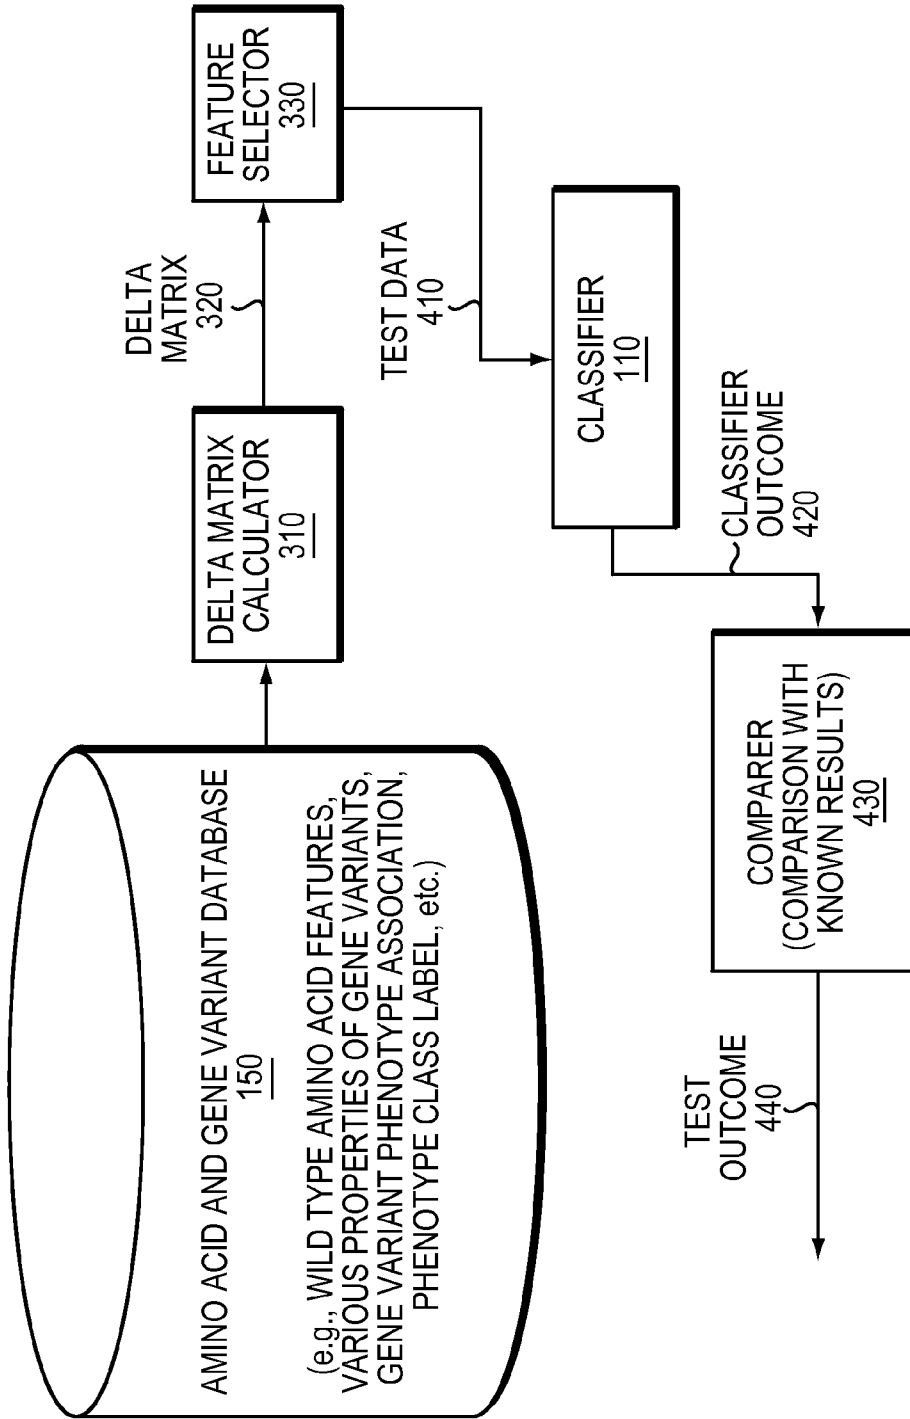 AMINO ACID AND GENE VARIANT DATABASE
150
(e.g., WILD TYPE AMINO ACID FEATURES,
VARIOUS PROPERTIES OF GENE VARIANTS,
GENE VARIANT PHENOTYPE ASSOCIATION,
PHENOTYPE CLASS LABEL, etc.)
DELTA MATRIX
CALCULATOR
310
DELTA
MATRIX
320
FEATURE
SELECTOR
330
TEST DATA
410
CLASSIFIER
110
CLASSIFIER
OUTCOME
420
COMPARER
(COMPARISON WITH
KNOWN RESULTS)
430
TEST
OUTCOME
440